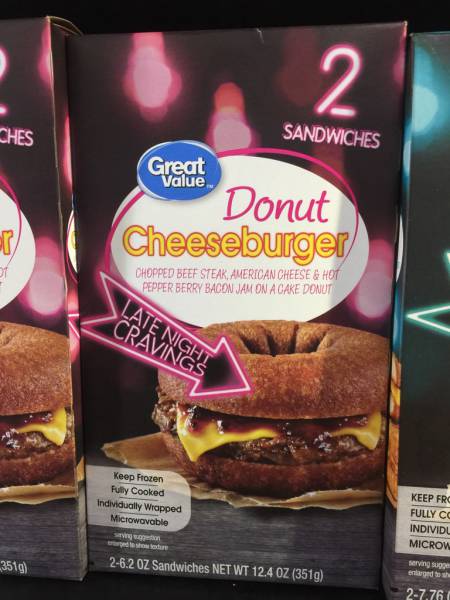 2
SANDWICHES
Great
Value™
Donut
Cheeseburger
CHOPPED BEEF STEAK, AMERICAN CHEESE & HOT
PEPPER BERRY BACON JAM ON A CAKE DONUT
LATE NIGHT
CRAVINGS
Keep Frozen
Fully Cooked
Individually Wrapped
Microwavable
serving suggestion
enlarged to show texture
2-6.2 OZ Sandwiches NET WT 12.4 OZ (351g)
CHES
r
351g)
KEEP FRO
FULLY CO
INDIVIDU
MICROW
serving sugges
enlarged to sh
2-7.76